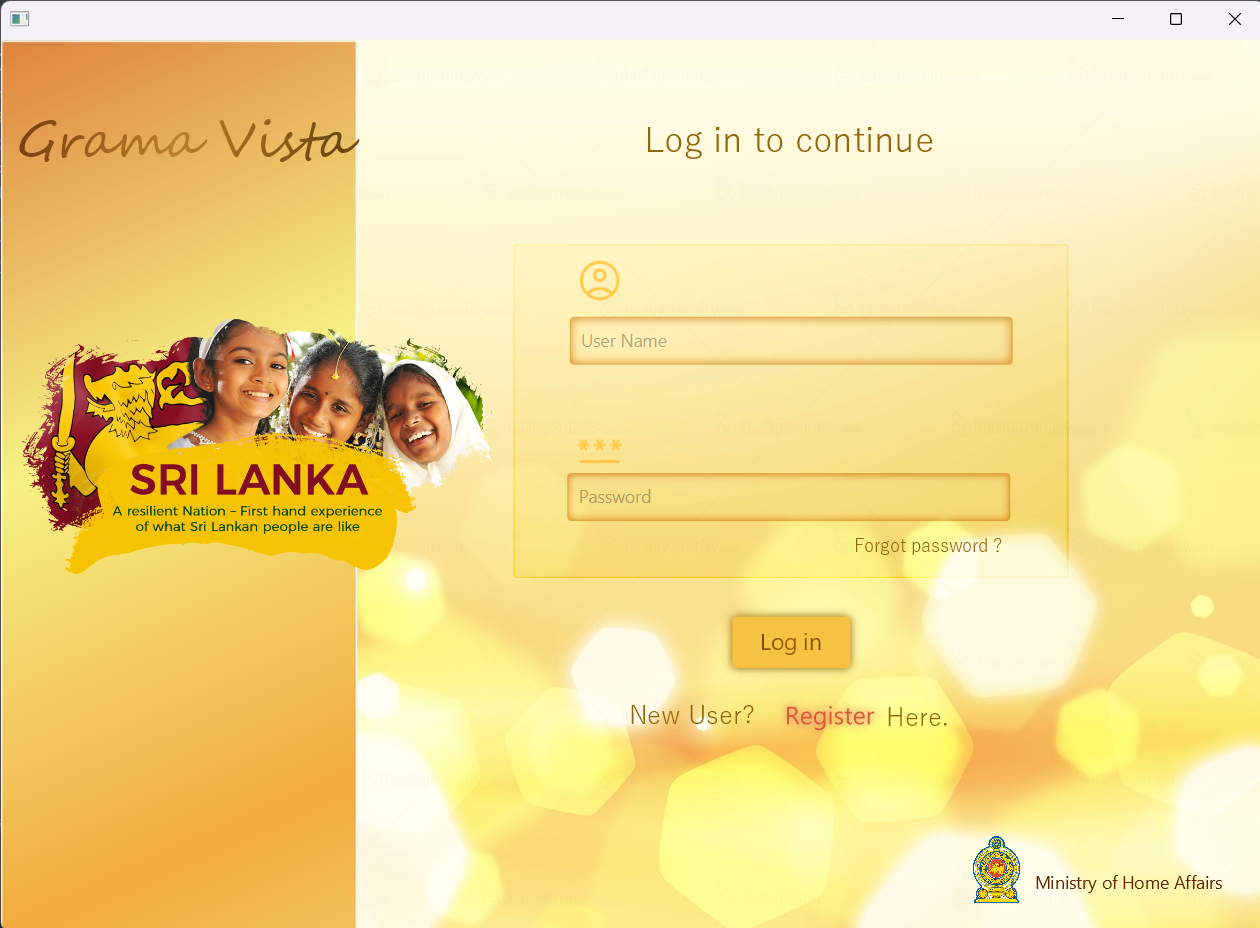 Grama Vista
Log in to continue
User Name
***
Password
Forgot password ?
SRI LANKA
A resilient Nation – First hand experience
of what Sri Lankan people are like
Log in
New User? Register Here.
Ministry of Home Affairs